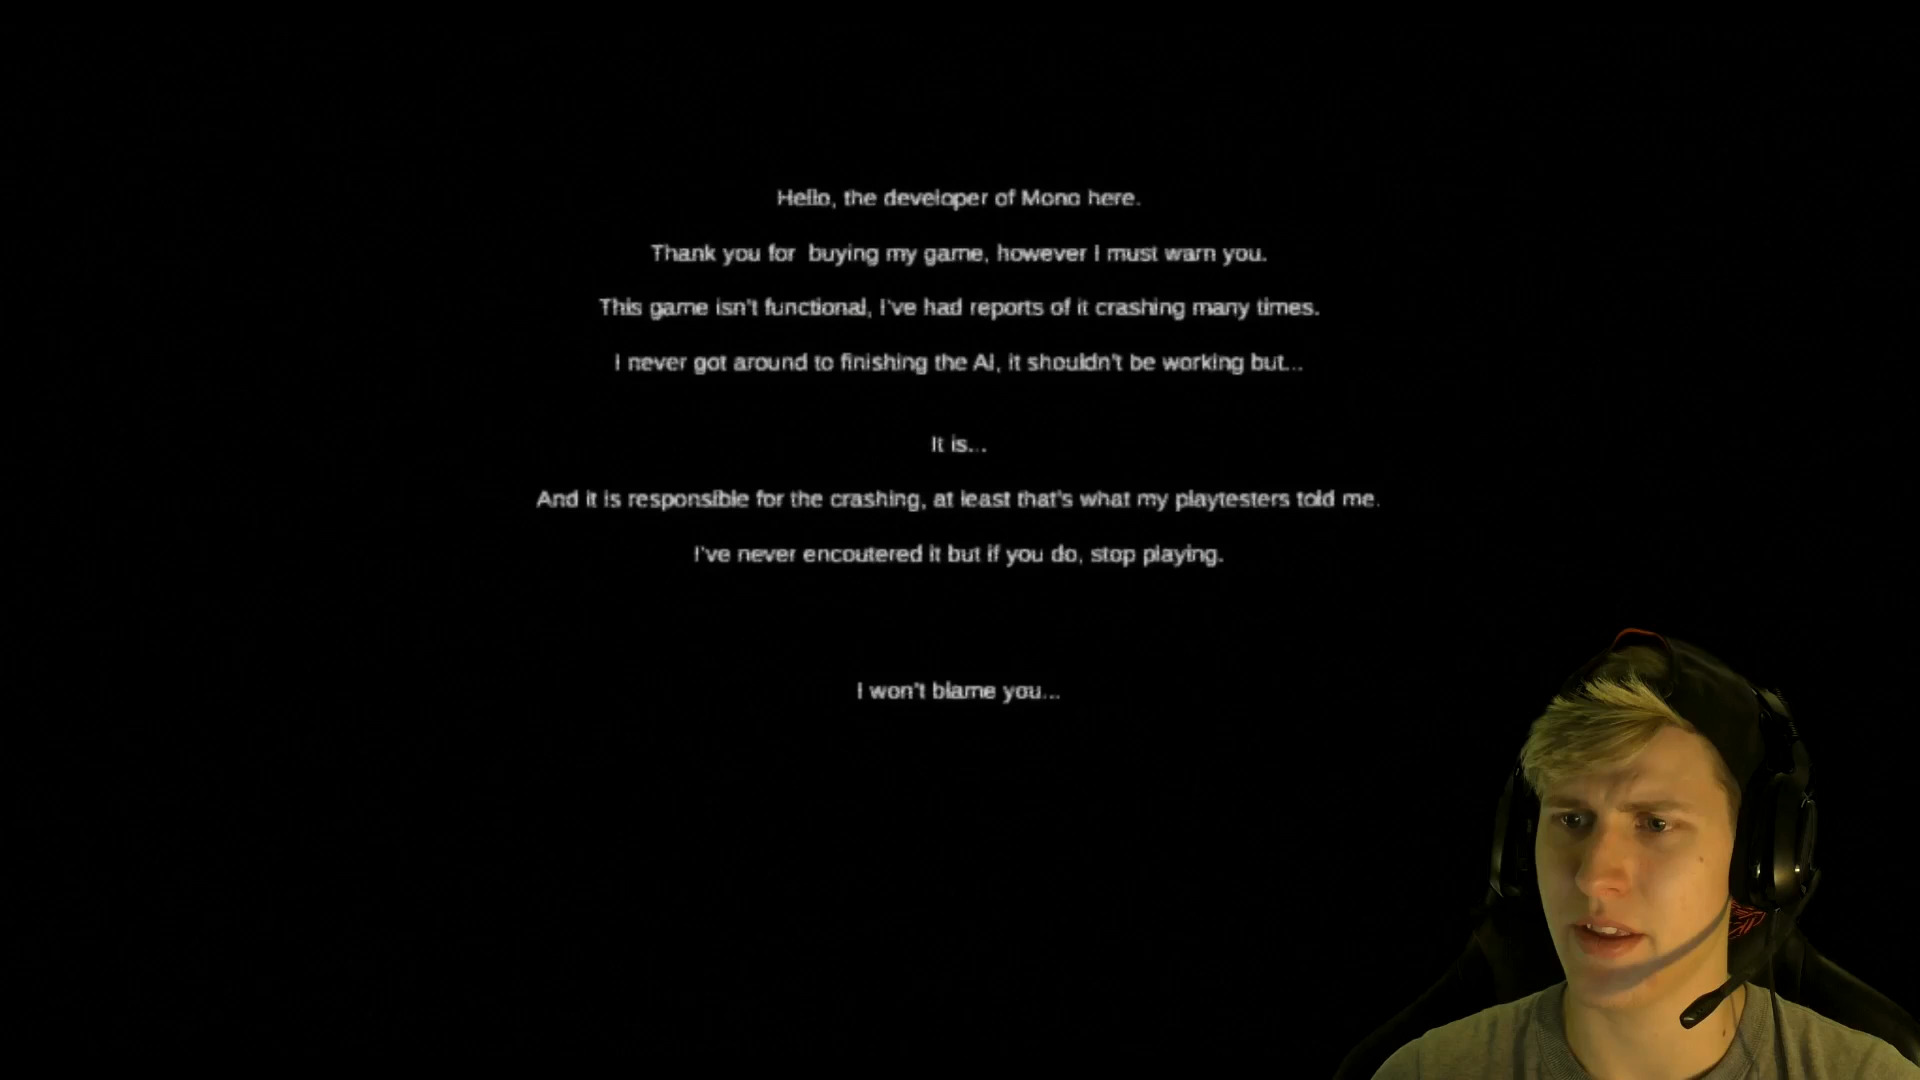 Hello, the developer of Mono here.
Thank you for buying my game, however I must warn you.
This game isn't functional, I've had reports of it crashing many times.
I never got around to finishing the AI, it shouldn't be working but...
It is...
And it is responsible for the crashing, at least that's what my playtesters told me.
I've never encoutered it but if you do, stop playing.
I won't blame you...